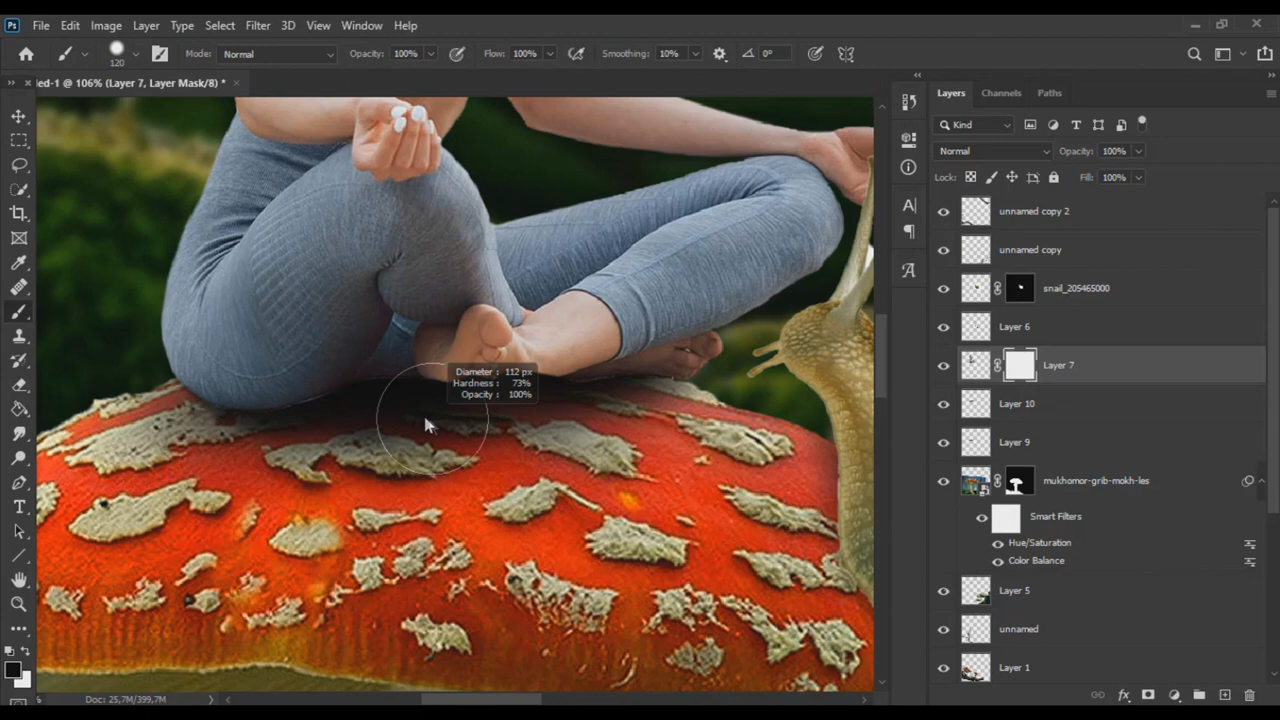 Ps File Edit Image Layer Type Select Filter 3D View Window Help
120 Mode: Normal Opacity: 100% Flow: 100% Smoothing: 10% 0°
led-1 @ 106% (Layer 7, Layer Mask/8) *
Layers Channels Paths
Kind
Normal Opacity: 100%
Lock: Fill: 100%
unnamed copy 2
unnamed copy
snail_205465000
Layer 6
Layer 7
Layer 10
Layer 9
mukhomor-grib-mokh-les
Smart Filters
Hue/Saturation
Color Balance
Layer 5
unnamed
Layer 1
Diameter : 112 px
Hardness : 73%
Opacity : 100%
% Doc: 25,7M/399,7M